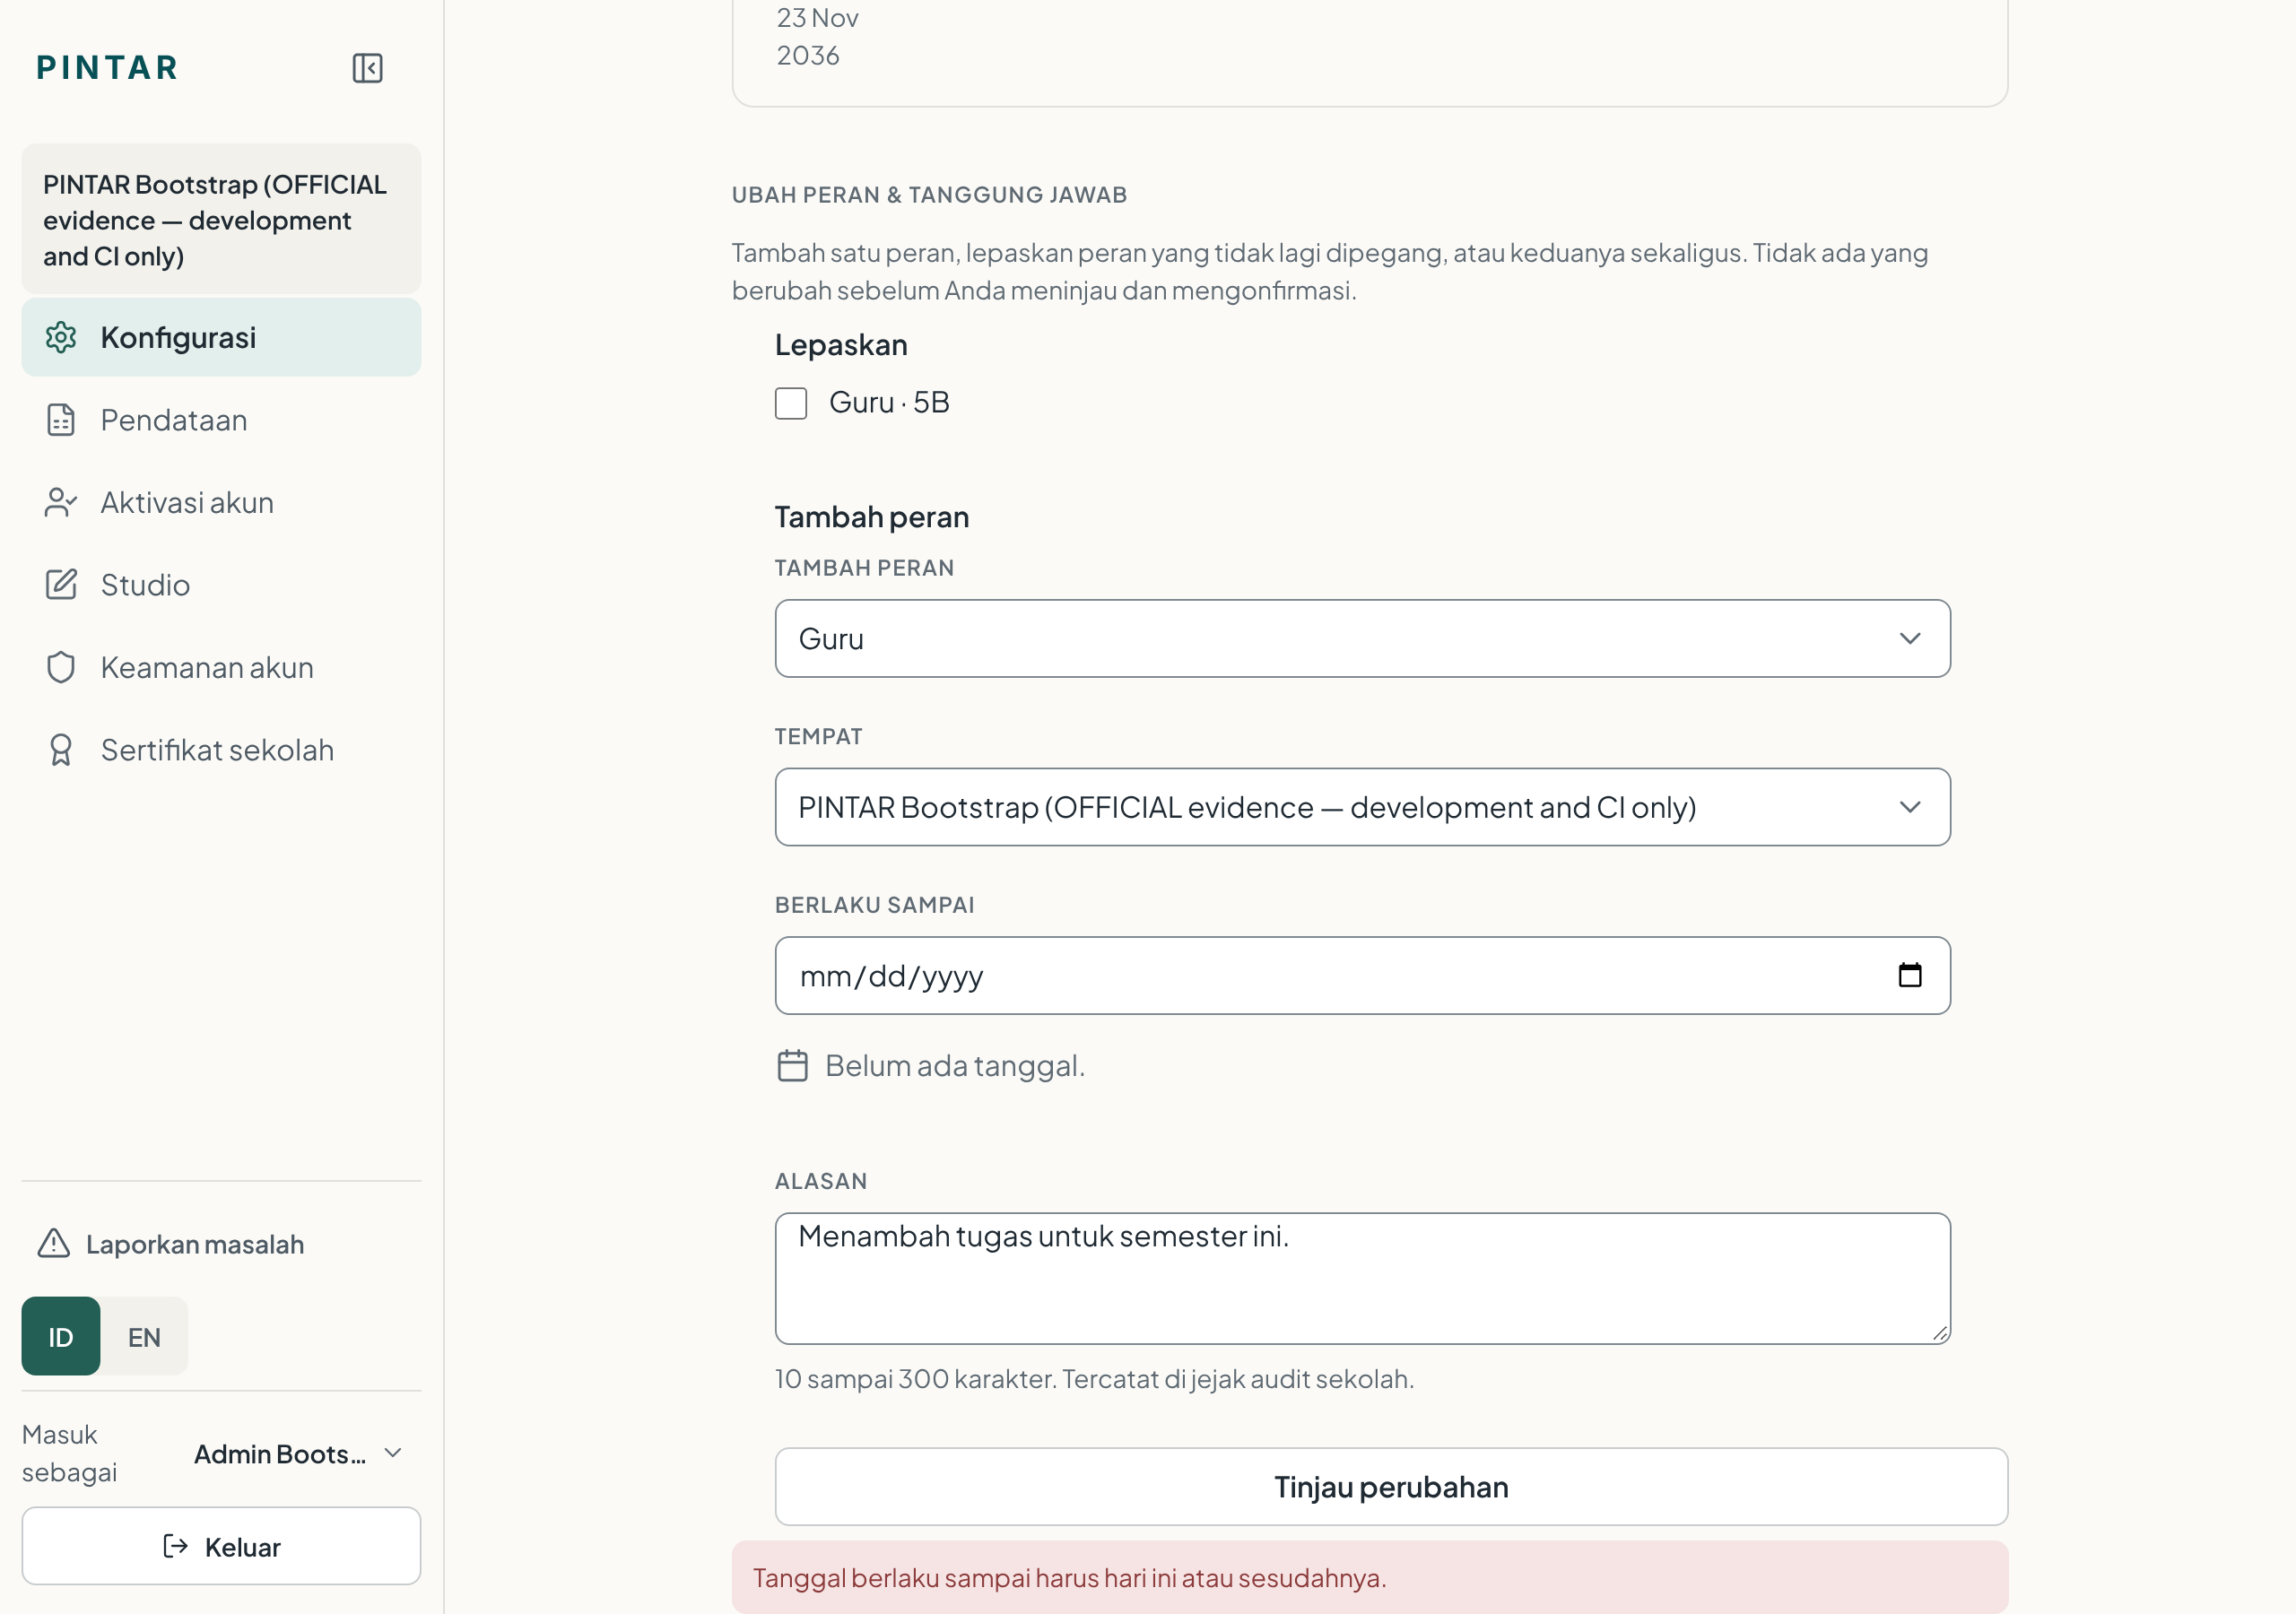 PINTAR
PINTAR Bootstrap (OFFICIAL
evidence — development
and CI only)
Konfigurasi
Pendataan
Aktivasi akun
Studio
Keamanan akun
Sertifikat sekolah
Laporkan masalah
ID
EN
Masuk
sebagai
Admin Boots...
Keluar
23 Nov
2036
UBAH PERAN & TANGGUNG JAWAB
Tambah satu peran, lepaskan peran yang tidak lagi dipegang, atau keduanya sekaligus. Tidak ada yang
berubah sebelum Anda meninjau dan mengonfirmasi.
Lepaskan
Guru · 5B
Tambah peran
TAMBAH PERAN
Guru
TEMPAT
PINTAR Bootstrap (OFFICIAL evidence — development and CI only)
BERLAKU SAMPAI
mm/dd/yyyy
Belum ada tanggal.
ALASAN
Menambah tugas untuk semester ini.
10 sampai 300 karakter. Tercatat di jejak audit sekolah.
Tinjau perubahan
Tanggal berlaku sampai harus hari ini atau sesudahnya.